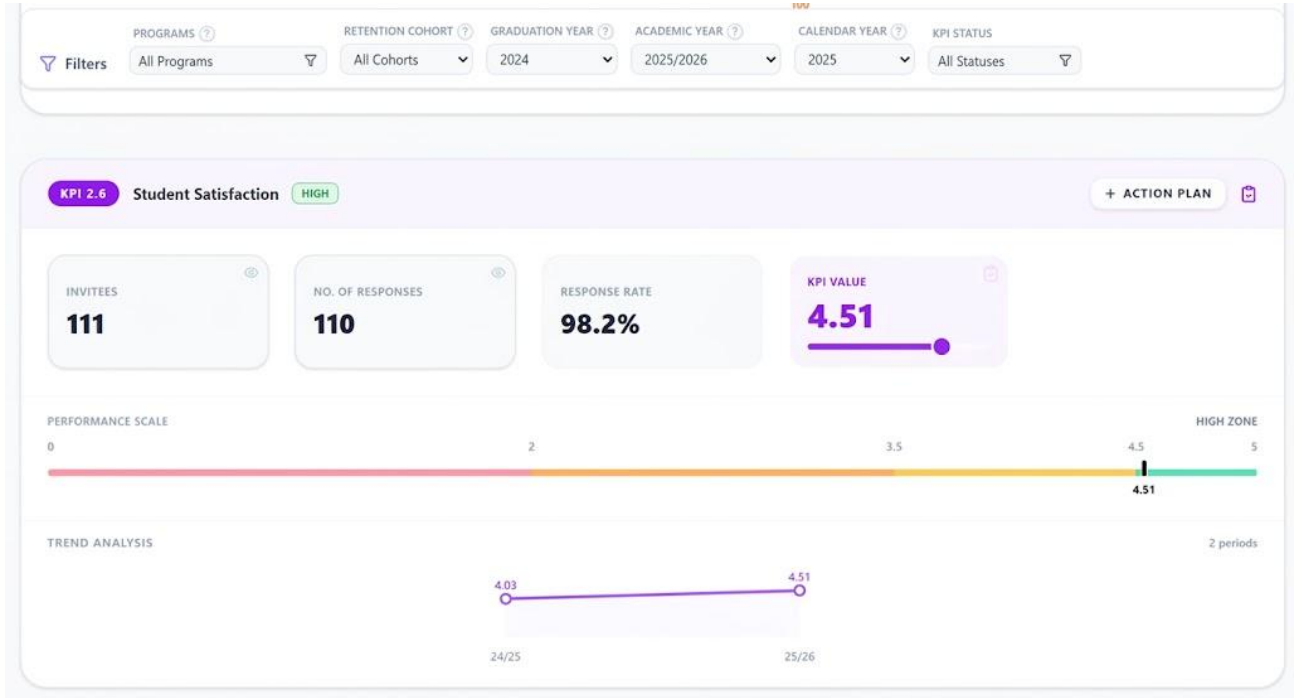 100
PROGRAMS ?
RETENTION COHORT ?
GRADUATION YEAR ?
ACADEMIC YEAR ?
CALENDAR YEAR ?
KPI STATUS
Filters
All Programs
All Cohorts
2024
2025/2026
2025
All Statuses
KPI 2.6
Student Satisfaction
HIGH
+ ACTION PLAN
INVITEES
111
NO. OF RESPONSES
110
RESPONSE RATE
98.2%
KPI VALUE
4.51
PERFORMANCE SCALE
HIGH ZONE
0
2
3.5
4.5
5
4.51
TREND ANALYSIS
2 periods
4.03
4.51
24/25
25/26